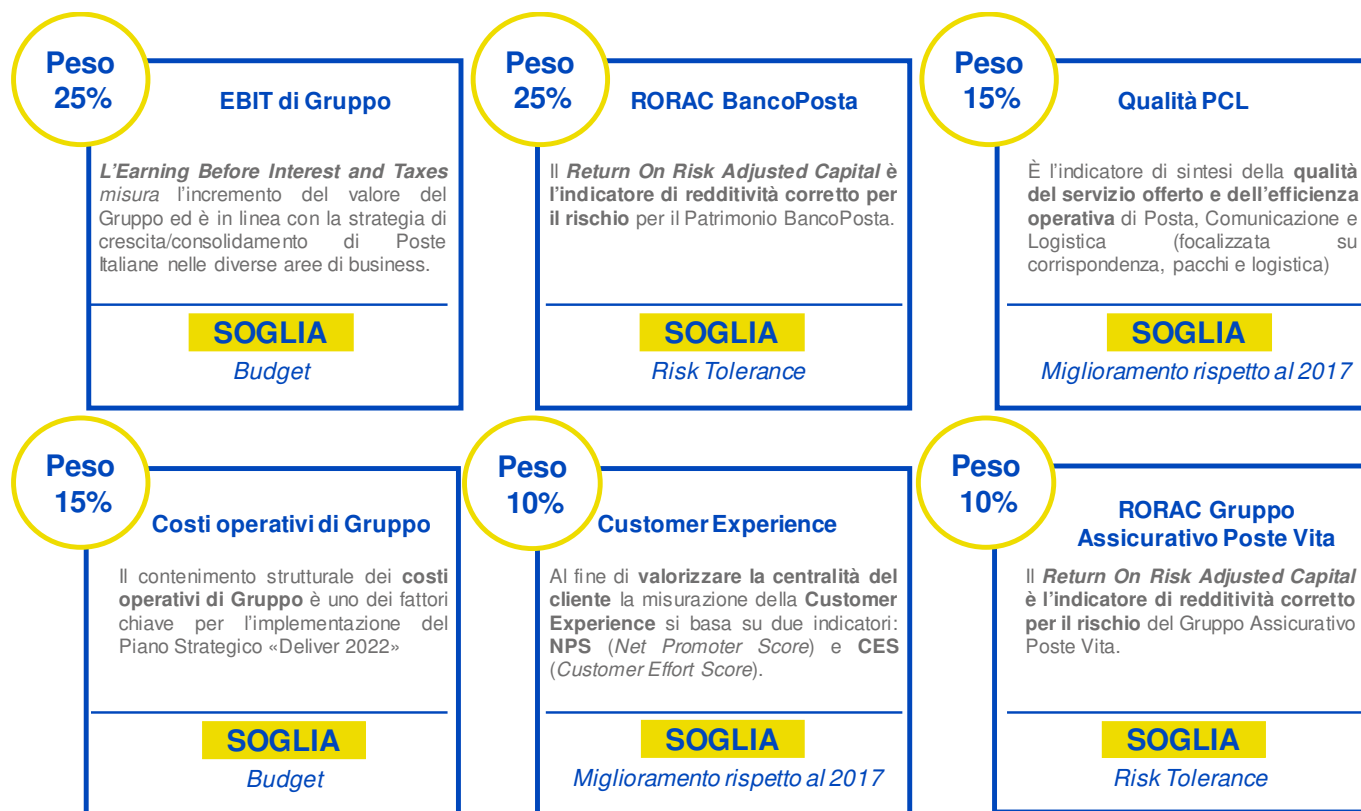 Peso
25%
EBIT di Gruppo
L'Earning Before Interest and Taxes
misura l'incremento del valore del
Gruppo ed è in linea con la strategia di
crescita/consolidamento di Poste
Italiane nelle diverse aree di business.
SOGLIA
Budget
Peso
25%
RORAC BancoPosta
Il Return On Risk Adjusted Capital è
l'indicatore di redditività corretto per
il rischio per il Patrimonio BancoPosta.
SOGLIA
Risk Tolerance
Peso
15%
Qualità PCL
È l'indicatore di sintesi della qualità
del servizio offerto e dell'efficienza
operativa di Posta, Comunicazione e
Logistica (focalizzata su
corrispondenza, pacchi e logistica)
SOGLIA
Miglioramento rispetto al 2017
Peso
15%
Costi operativi di Gruppo
Il contenimento strutturale dei costi
operativi di Gruppo è uno dei fattori
chiave per l'implementazione del
Piano Strategico «Deliver 2022»
SOGLIA
Budget
Peso
10%
Customer Experience
Al fine di valorizzare la centralità del
cliente la misurazione della Customer
Experience si basa su due indicatori:
NPS (Net Promoter Score) e CES
(Customer Effort Score).
SOGLIA
Miglioramento rispetto al 2017
Peso
10%
RORAC Gruppo
Assicurativo Poste Vita
Il Return On Risk Adjusted Capital
è l'indicatore di redditività corretto
per il rischio del Gruppo Assicurativo
Poste Vita.
SOGLIA
Risk Tolerance